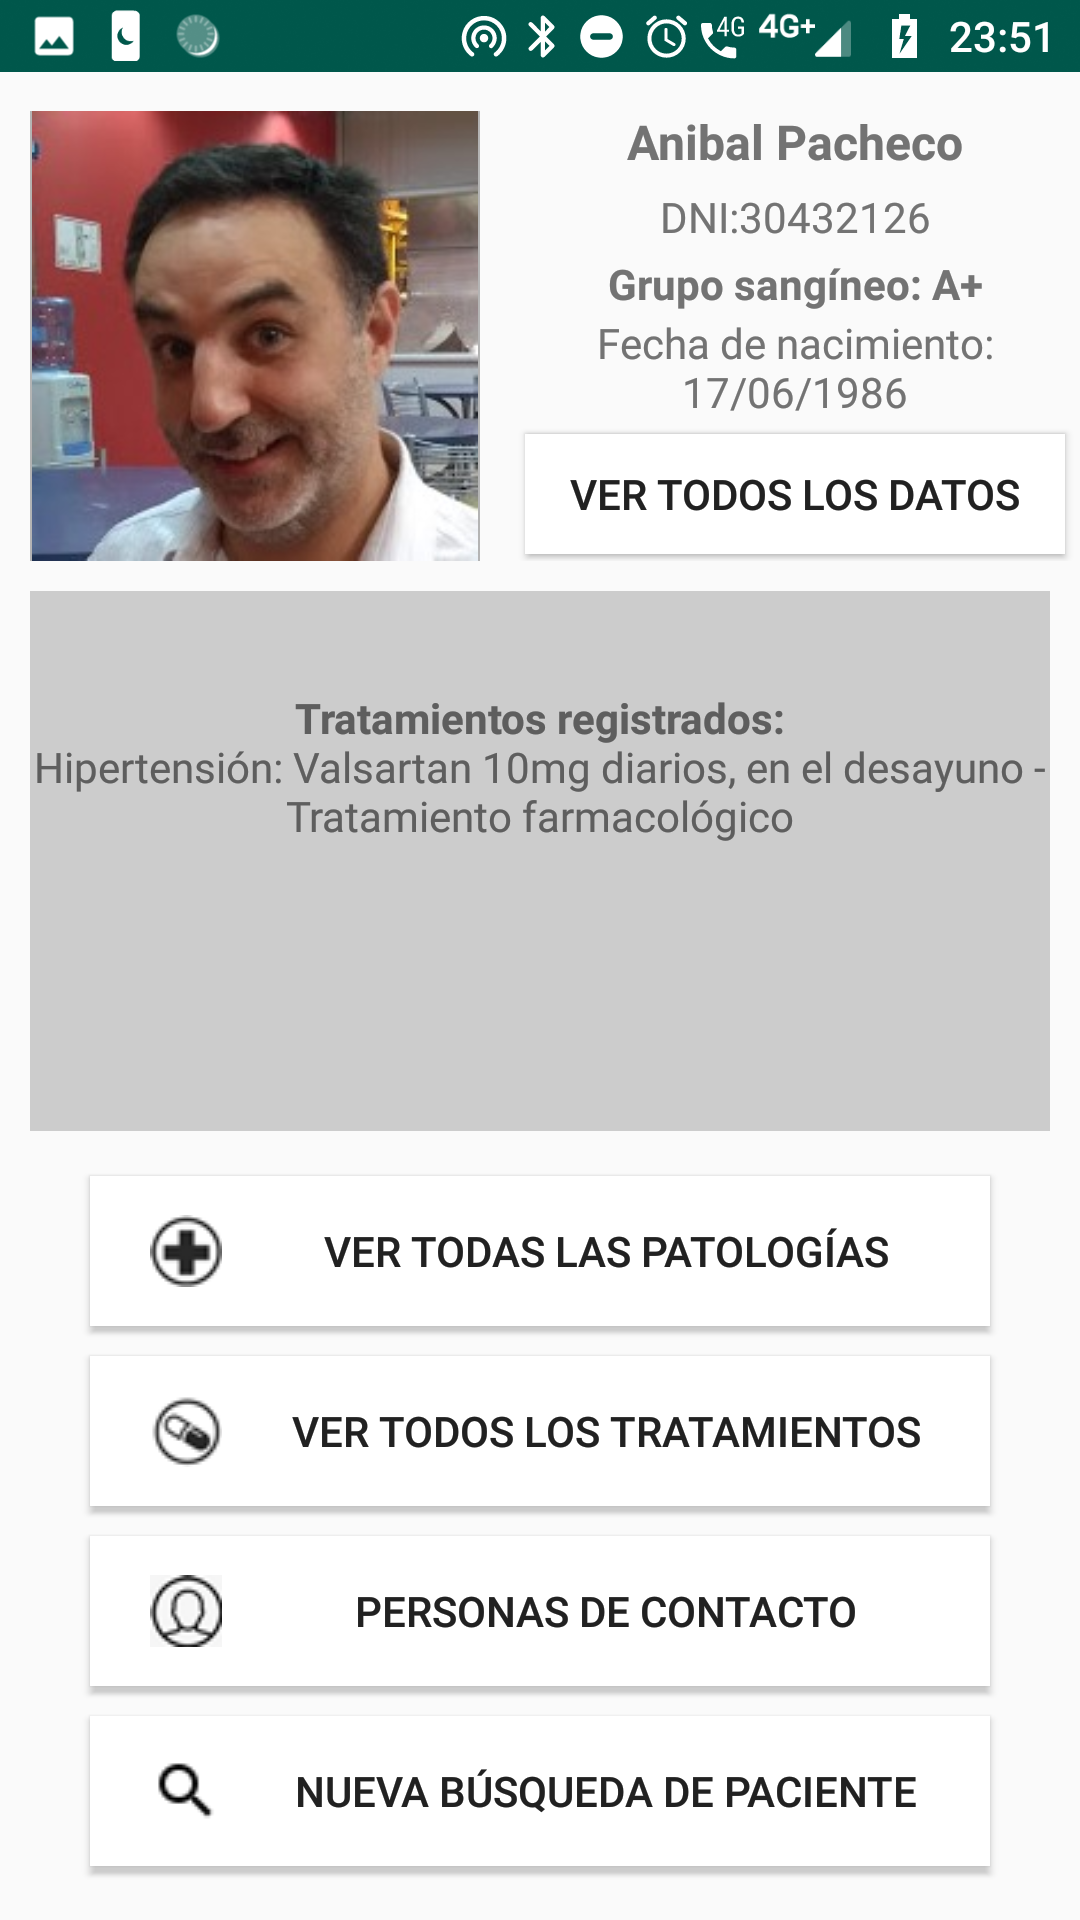 4G 4G+ 23:51
Anibal Pacheco
DNI:30432126
Grupo sangíneo: A+
Fecha de nacimiento:
17/06/1986
VER TODOS LOS DATOS
Tratamientos registrados:
Hipertensión: Valsartan 10mg diarios, en el desayuno -
Tratamiento farmacológico
VER TODAS LAS PATOLOGÍAS
VER TODOS LOS TRATAMIENTOS
PERSONAS DE CONTACTO
NUEVA BÚSQUEDA DE PACIENTE